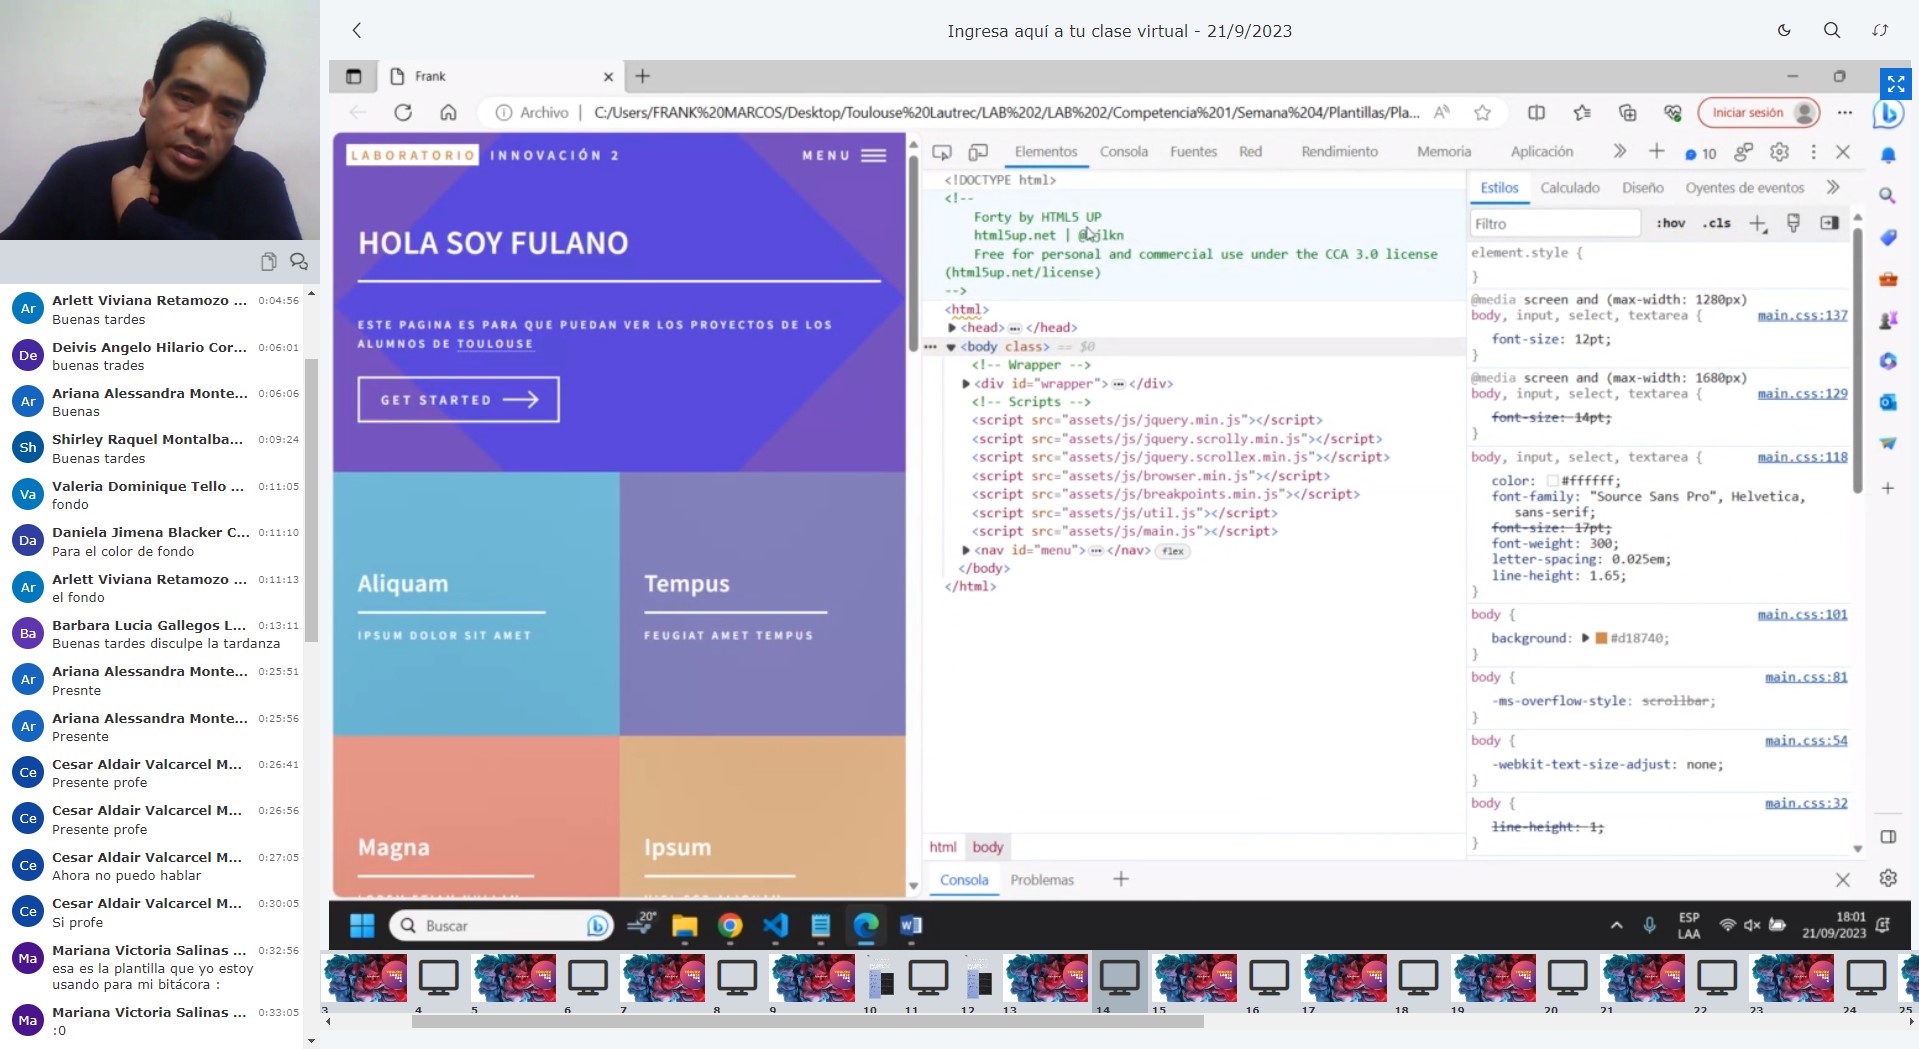 Ingresa aquí a tu clase virtual - 21/9/2023
Ar Arlett Viviana Retamozo ... 0:04:56
Buenas tardes
De Deivis Angelo Hilario Cor... 0:06:01
buenas trades
Ar Ariana Alessandra Monte... 0:06:06
Buenas
Sh Shirley Raquel Montalba... 0:09:24
Buenas tardes
Va Valeria Dominique Tello ... 0:11:05
fondo
Da Daniela Jimena Blacker C... 0:11:10
Para el color de fondo
Ar Arlett Viviana Retamozo ... 0:11:13
el fondo
Ba Barbara Lucia Gallegos L... 0:13:11
Buenas tardes disculpe la tardanza
Ar Ariana Alessandra Monte... 0:25:51
Presnte
Ar Ariana Alessandra Monte... 0:25:56
Presente
Ce Cesar Aldair Valcarcel M... 0:26:41
Presente profe
Ce Cesar Aldair Valcarcel M... 0:26:56
Presente profe
Ce Cesar Aldair Valcarcel M... 0:27:05
Ahora no puedo hablar
Ce Cesar Aldair Valcarcel M... 0:30:05
Si profe
Ma Mariana Victoria Salinas ... 0:32:56
esa es la plantilla que yo estoy
usando para mi bitácora :
Ma Mariana Victoria Salinas ... 0:33:05
:0
Frank
Archivo | C:/Users/FRANK%20MARCOS/Desktop/Toulouse%20Lautrec/LAB%202/LAB%202/Competencia%201/Semana%204/Plantillas/Pla...
Iniciar sesión
LABORATORIO INNOVACIÓN 2 MENU
HOLA SOY FULANO
ESTE PAGINA ES PARA QUE PUEDAN VER LOS PROYECTOS DE LOS
ALUMNOS DE TOULOUSE
GET STARTED
Aliquam
IPSUM DOLOR SIT AMET
Tempus
FEUGIAT AMET TEMPUS
Magna
Ipsum
Elementos Consola Fuentes Red Rendimiento Memoria Aplicación 10
<!DOCTYPE html>
<!--
Forty by HTML5 UP
html5up.net |
Free for personal and commercial use under the CCA 3.0 license
(html5up.net/license)
-->
<html>
<head> ... </head>
... <body class> == $0
<!-- Wrapper -->
<div id="wrapper"> ... </div>
<!-- Scripts -->
<script src="assets/js/jquery.min.js"></script>
<script src="assets/js/jquery.scrolly.min.js"></script>
<script src="assets/js/jquery.scrollex.min.js"></script>
<script src="assets/js/browser.min.js"></script>
<script src="assets/js/breakpoints.min.js"></script>
<script src="assets/js/util.js"></script>
<script src="assets/js/main.js"></script>
<nav id="menu"> ... </nav> flex
</body>
</html>
html body
Consola Problemas
Estilos Calculado Diseño Oyentes de eventos
Filtro :hov .cls
element.style {
}
@media screen and (max-width: 1280px)
body, input, select, textarea { main.css:137
font-size: 12pt;
}
@media screen and (max-width: 1680px)
body, input, select, textarea { main.css:129
font-size: 14pt;
}
body, input, select, textarea { main.css:118
color: #ffffff;
font-family: "Source Sans Pro", Helvetica,
sans-serif;
font-size: 17pt;
font-weight: 300;
letter-spacing: 0.025em;
line-height: 1.65;
}
body { main.css:101
background: #d18740;
}
body { main.css:81
-ms-overflow-style: scrollbar;
}
body { main.css:54
-webkit-text-size-adjust: none;
}
body { main.css:32
line-height: 1;
}
Buscar
20°
ESP
LAA
18:01
21/09/2023
3 4 5 6 7 8 9 10 11 12 13 14 15 16 17 18 19 20 21 22 23 24 25